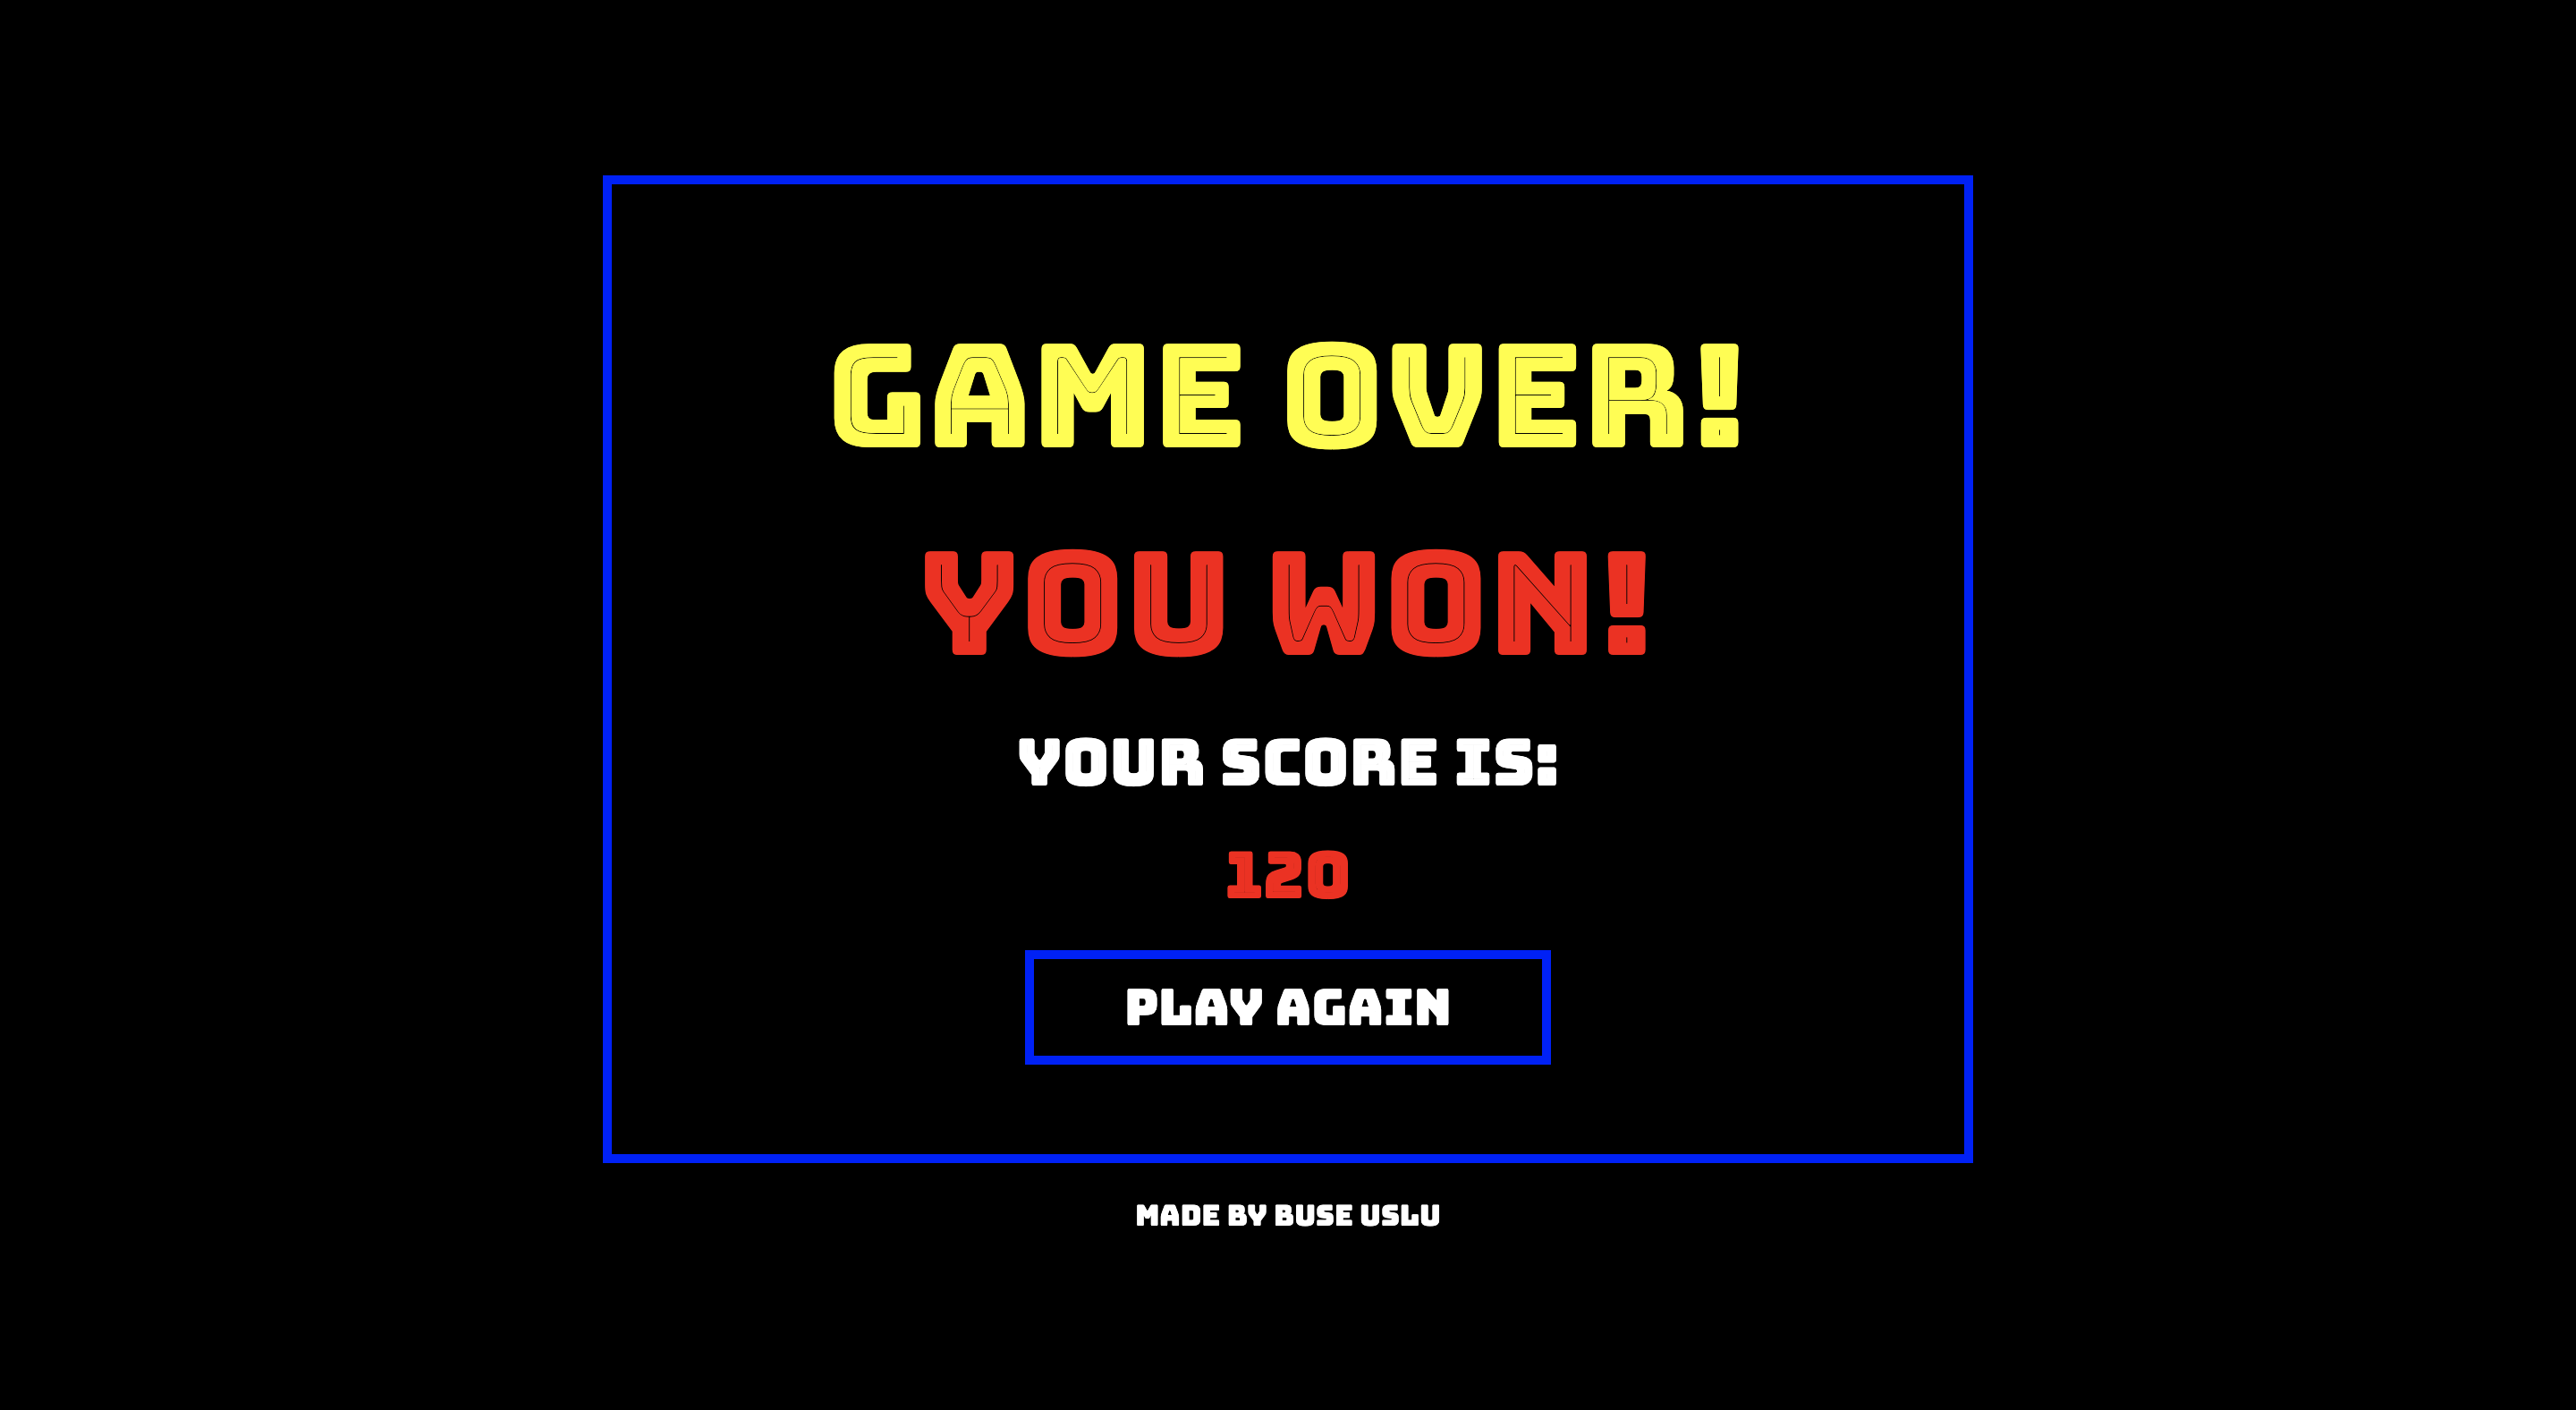 GAME OVER!
YOU WON!
YOUR SCORE IS:
120
PLAY AGAIN
MADE BY BUSE USLU